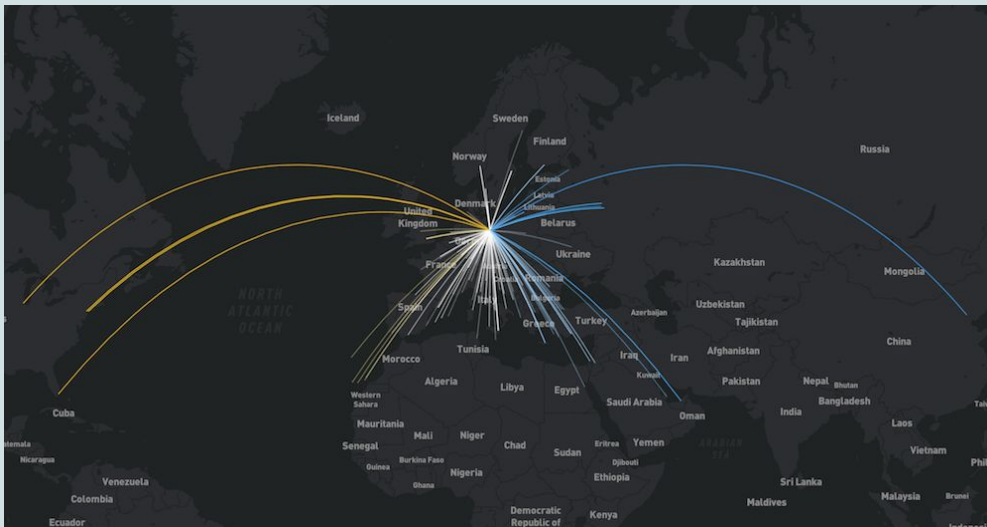 Iceland
Sweden
Finland
Norway
Russia
Estonia
Latvia
Denmark
Lithuania
United
Kingdom
Belarus
Ukraine
France
Kazakhstan
Mongolia
Croatia
Romania
NORTH
ATLANTIC
OCEAN
Spain
Italy
Bulgaria
Uzbekistan
Azerbaijan
Greece
Turkey
Tajikistan
China
Tunisia
Morocco
Iran
Iran
Afghanistan
Kuwait
Algeria
Libya
Egypt
Pakistan
Nepal
Bhutan
Western
Sahara
Saudi Arabia
Bangladesh
Cuba
Oman
India
Mauritania
Laos
Mali
Niger
Chad
Sudan
Eritrea
Yemen
ARABIAN
SEA
Senegal
Vietnam
Nicaragua
Guinea
Burkina Faso
Nigeria
Djibouti
Ethiopia
Venezuela
Ghana
Sri Lanka
Colombia
Maldives
Malaysia
Brunei
Ecuador
Democratic
Republic of
Kenya